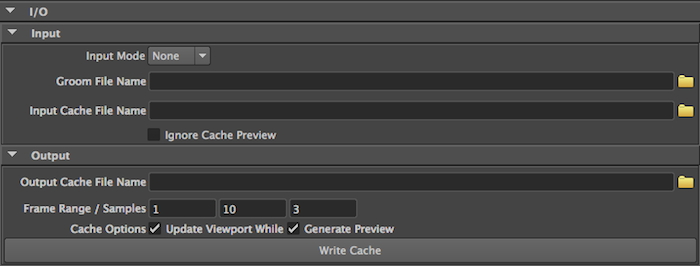 I/O
Input
Input Mode None
Groom File Name
Input Cache File Name
Ignore Cache Preview
Output
Output Cache File Name
Frame Range / Samples 1 10 3
Cache Options Update Viewport While Generate Preview
Write Cache